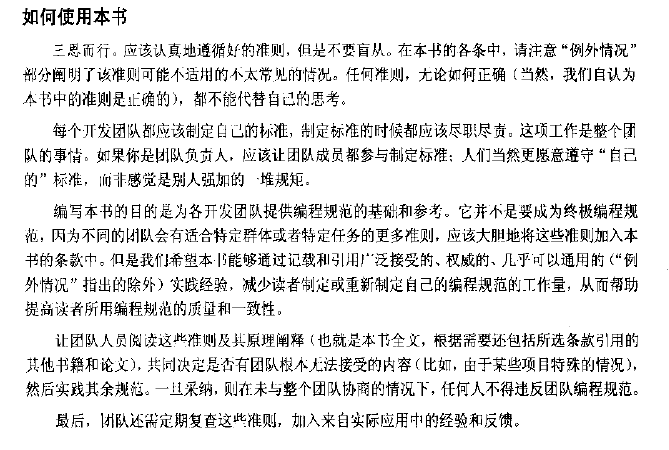 如何使用本书
三思而行。应该认真地遵循好的准则，但是不要盲从。在本书的各条中，请注意“例外情况”
部分阐明了该准则可能不适用的不太常见的情况。任何准则，无论如何正确（当然，我们自认为
本书中的准则是正确的），都不能代替自己的思考。
每个开发团队都应该制定自己的标准，制定标准的时候都应该尽职尽责。这项工作是整个团
队的事情。如果你是团队负责人，应该让团队成员都参与制定标准；人们当然更愿意遵守“自己
的”标准，而非感觉是别人强加的一堆规矩。
编写本书的目的是为各开发团队提供编程规范的基础和参考。它并不是要成为终极编程规
范，因为不同的团队会有适合特定群体或者特定任务的更多准则，应该大胆地将这些准则加入本
书的条款中。但是我们希望本书能够通过记载和引用广泛接受的、权威的、几乎可以通用的（“例
外情况”指出的除外）实践经验，减少读者制定或重新制定自己的编程规范的工作量，从而帮助
提高读者所用编程规范的质量和一致性。
让团队人员阅读这些准则及其原理阐释（也就是本书全文，根据需要还包括所选条款引用的
其他书籍和论文），共同决定是否有团队根本无法接受的内容（比如，由于某些项目特殊的情况），
然后实践其余规范。一旦采纳，则在未与整个团队协商的情况下，任何人不得违反团队编程规范。
最后，团队还需定期复查这些准则，加入来自实际应用中的经验和反馈。